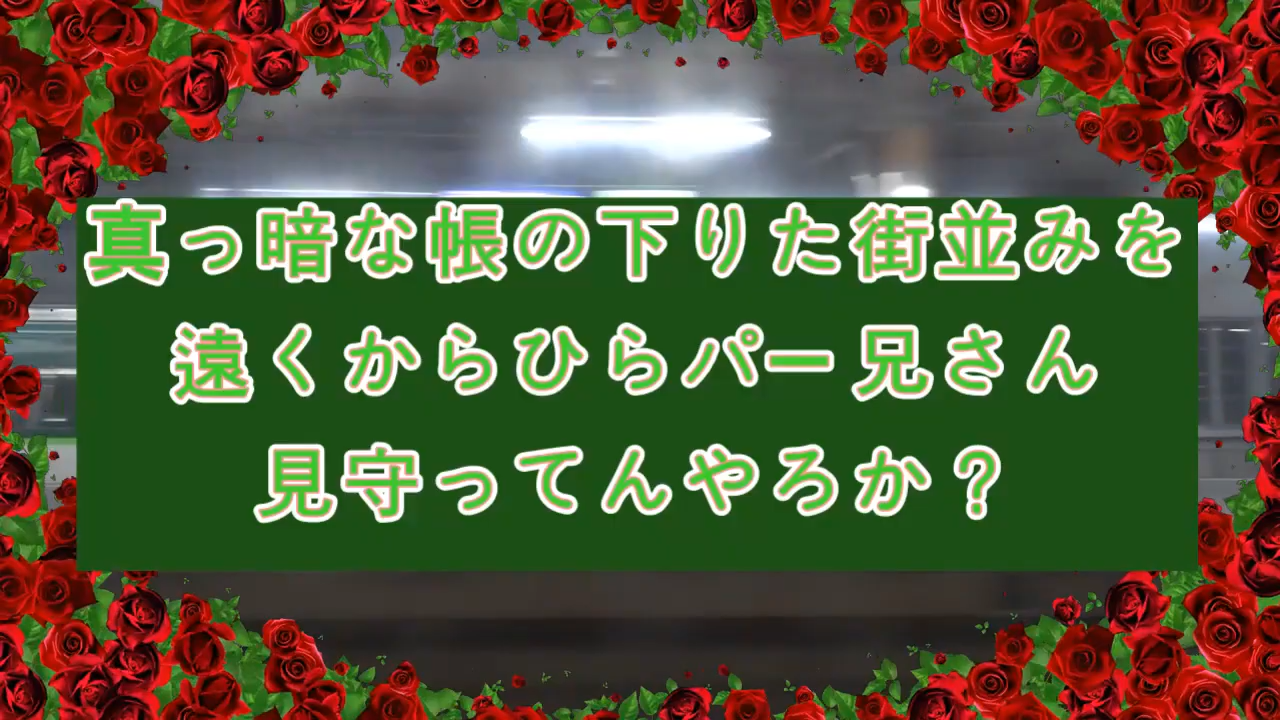 真っ暗な帳の下りた街並みを
遠くからひらパー兄さん
見守ってんやろか？